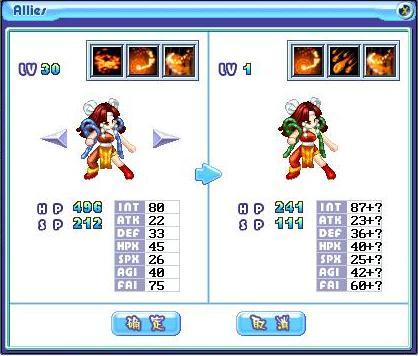 Allies
LV 30
LV 1
H P 496
S P 212
INT 80
ATK 22
DEF 33
HPX 45
SPX 26
AGI 40
FAI 75
H P 241
S P 111
INT 87+?
ATK 23+?
DEF 36+?
HPX 40+?
SPX 25+?
AGI 42+?
FAI 60+?
确 定
取 消